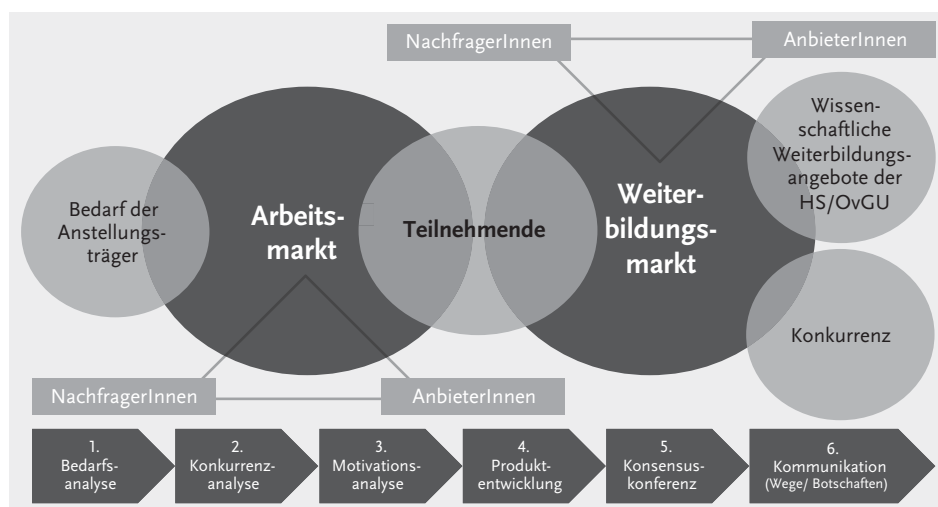 NachfragerInnen
AnbieterInnen
Wissen-
schaftliche
Weiterbildungs-
angebote der
HS/OvGU
Bedarf der
Anstellungs-
träger
Arbeits-
markt
Teilnehmende
Weiter-
bildungs-
markt
Konkurrenz
NachfragerInnen
AnbieterInnen
1.
Bedarfs-
analyse
2.
Konkurrenz-
analyse
3.
Motivations-
analyse
4.
Produkt-
entwicklung
5.
Konsensus-
konferenz
6.
Kommunikation
(Wege/ Botschaften)